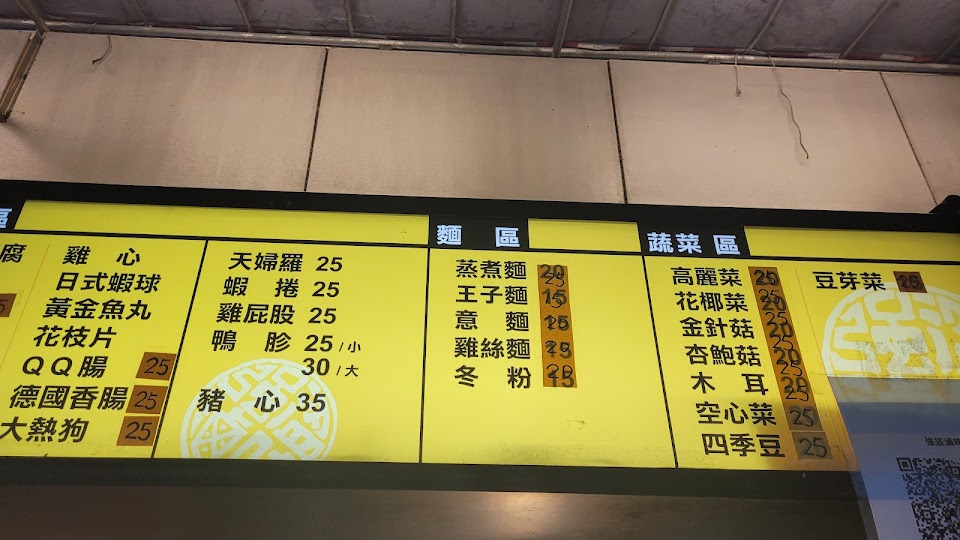 區
腐 雞心
日式蝦球
25 黃金魚丸
花枝片
QQ腸 25
德國香腸 25
大熱狗 25
天婦羅 25
蝦捲 25
雞屁股 25
鴨胗 25/小
30/大
豬心 35
麵區
蒸煮麵
王子麵
意麵
雞絲麵
冬粉
蔬菜區
高麗菜
花椰菜
金針菇
杏鮑菇
木耳
空心菜 25
四季豆 25
豆芽菜